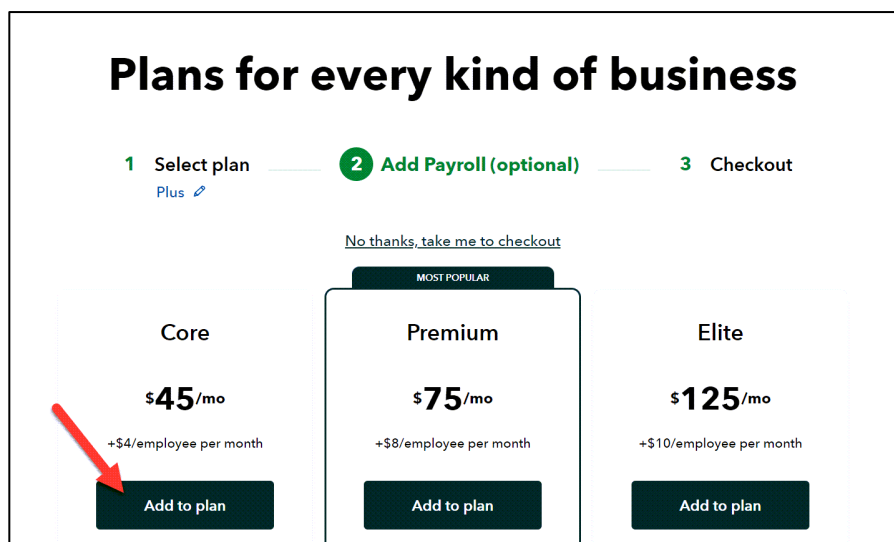 Plans for every kind of business
1 Select plan
Plus
2 Add Payroll (optional)
3 Checkout
No thanks, take me to checkout
MOST POPULAR
Core
$45/mo
+$4/employee per month
Add to plan
Premium
$75/mo
+$8/employee per month
Add to plan
Elite
$125/mo
+$10/employee per month
Add to plan